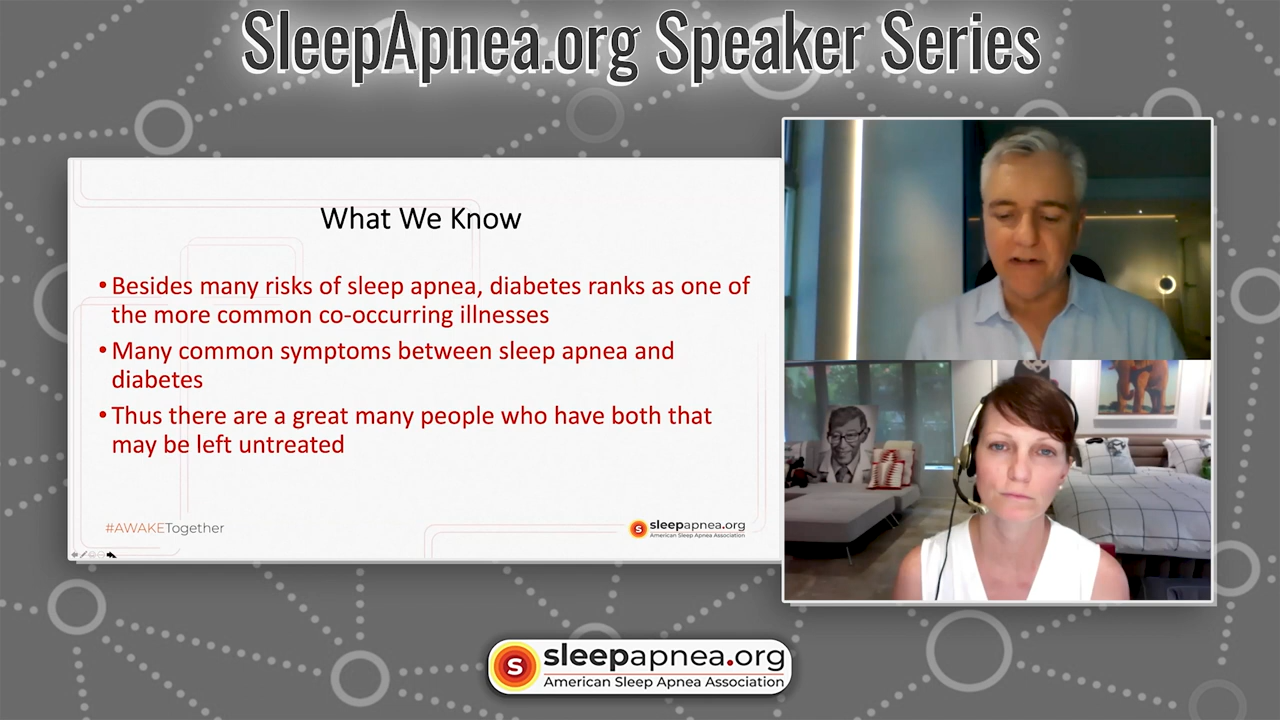 SleepApnea.org Speaker Series
What We Know
• Besides many risks of sleep apnea, diabetes ranks as one of
the more common co-occurring illnesses
• Many common symptoms between sleep apnea and
diabetes
• Thus there are a great many people who have both that
may be left untreated
#AWAKETogether
s sleepapnea.org
American Sleep Apnea Association
s sleepapnea.org
American Sleep Apnea Association